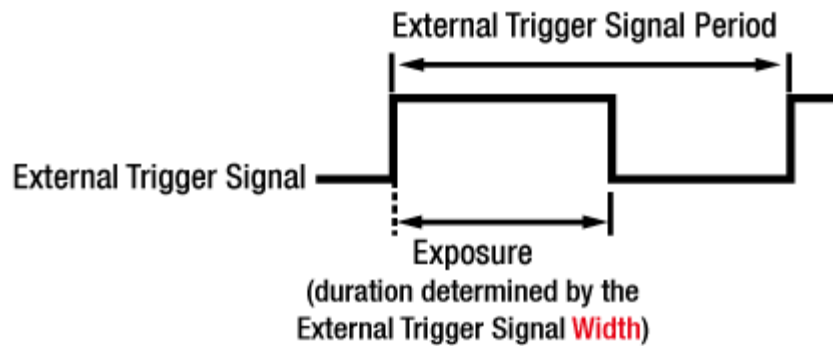 External Trigger Signal Period
External Trigger Signal
Exposure
(duration determined by the
External Trigger Signal Width)